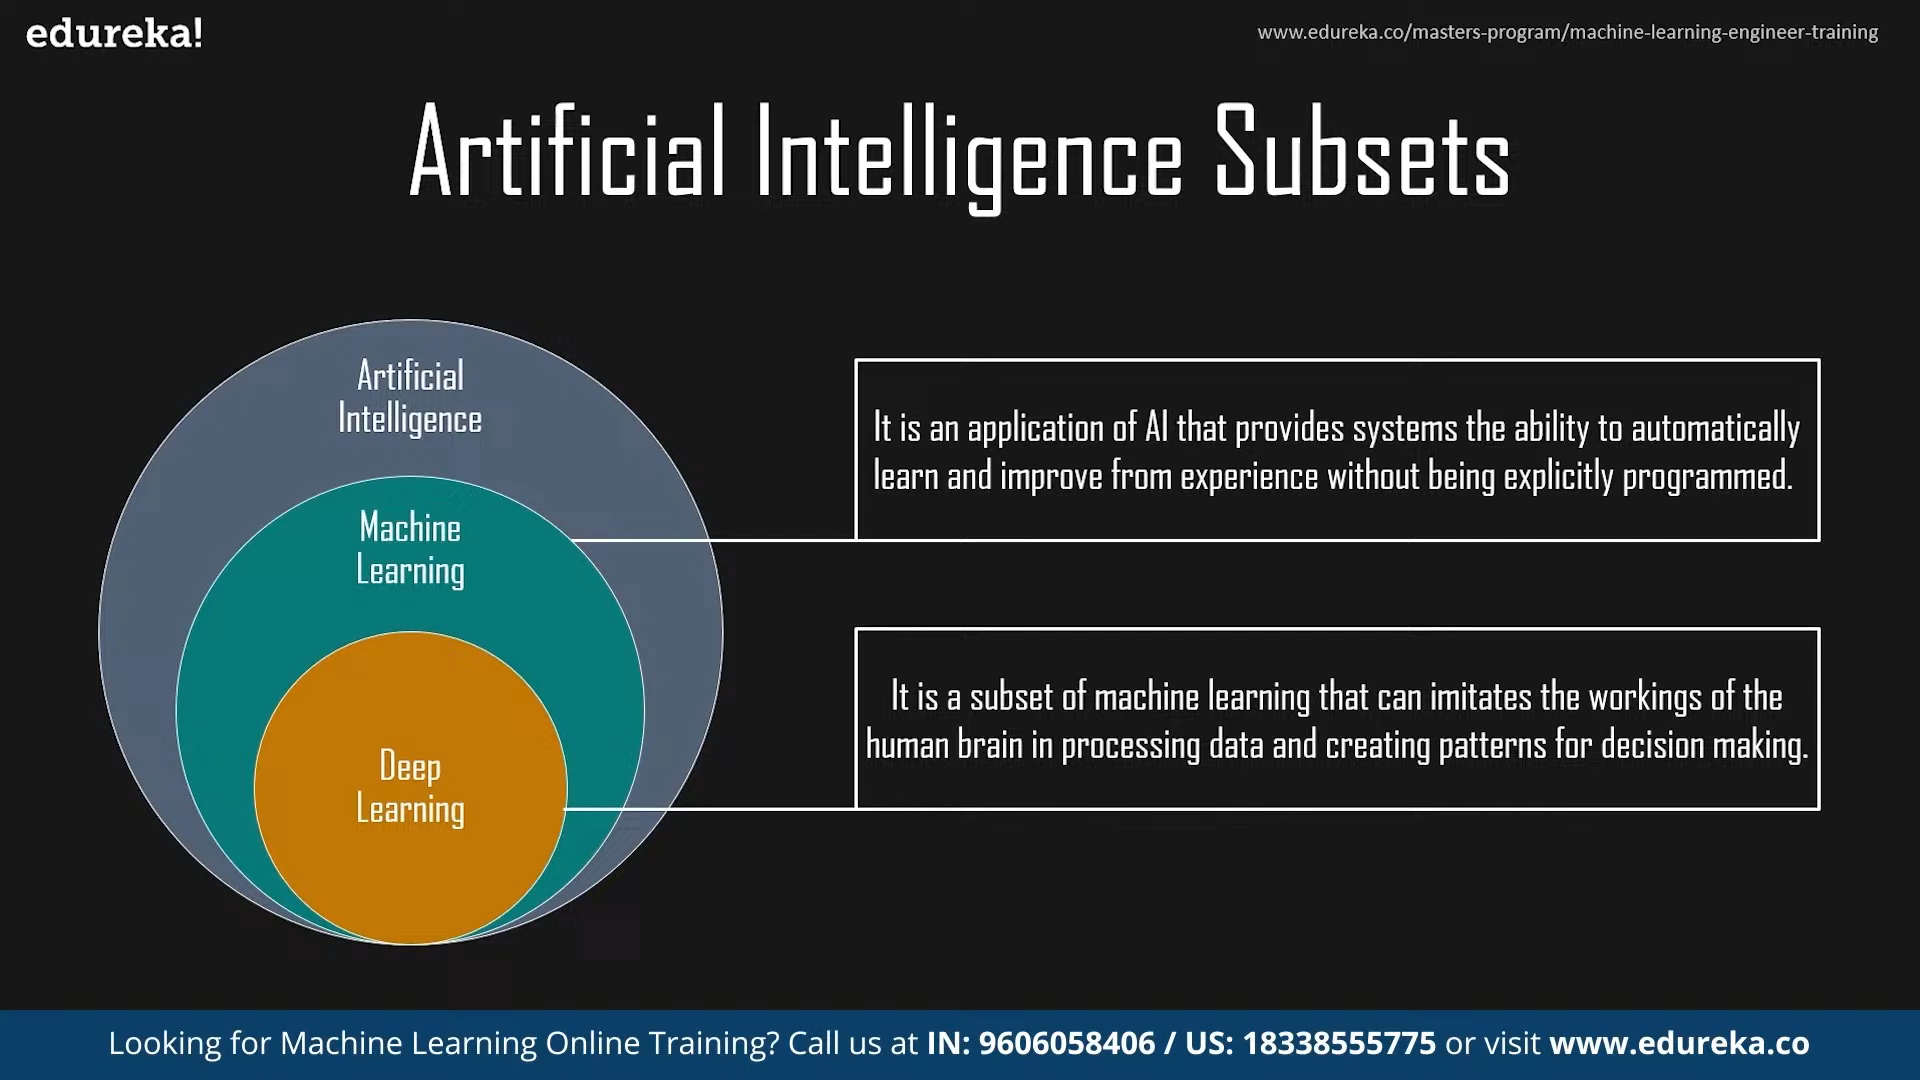 edureka!
www.edureka.co/masters-program/machine-learning-engineer-training
Artificial Intelligence Subsets
Artificial
Intelligence
Machine
Learning
Deep
Learning
It is an application of AI that provides systems the ability to automatically
learn and improve from experience without being explicitly programmed.
It is a subset of machine learning that can imitates the workings of the
human brain in processing data and creating patterns for decision making.
Looking for Machine Learning Online Training? Call us at IN: 9606058406 / US: 18338555775 or visit www.edureka.co